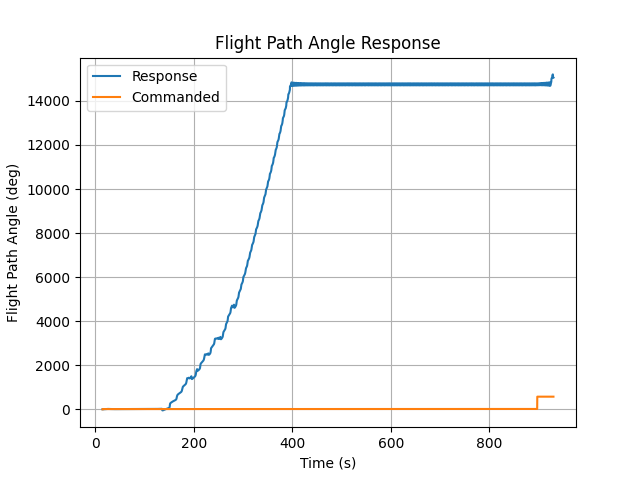 Flight Path Angle Response
Response
Commanded
14000
12000
10000
8000
6000
4000
2000
0
Flight Path Angle (deg)
0 200 400 600 800
Time (s)